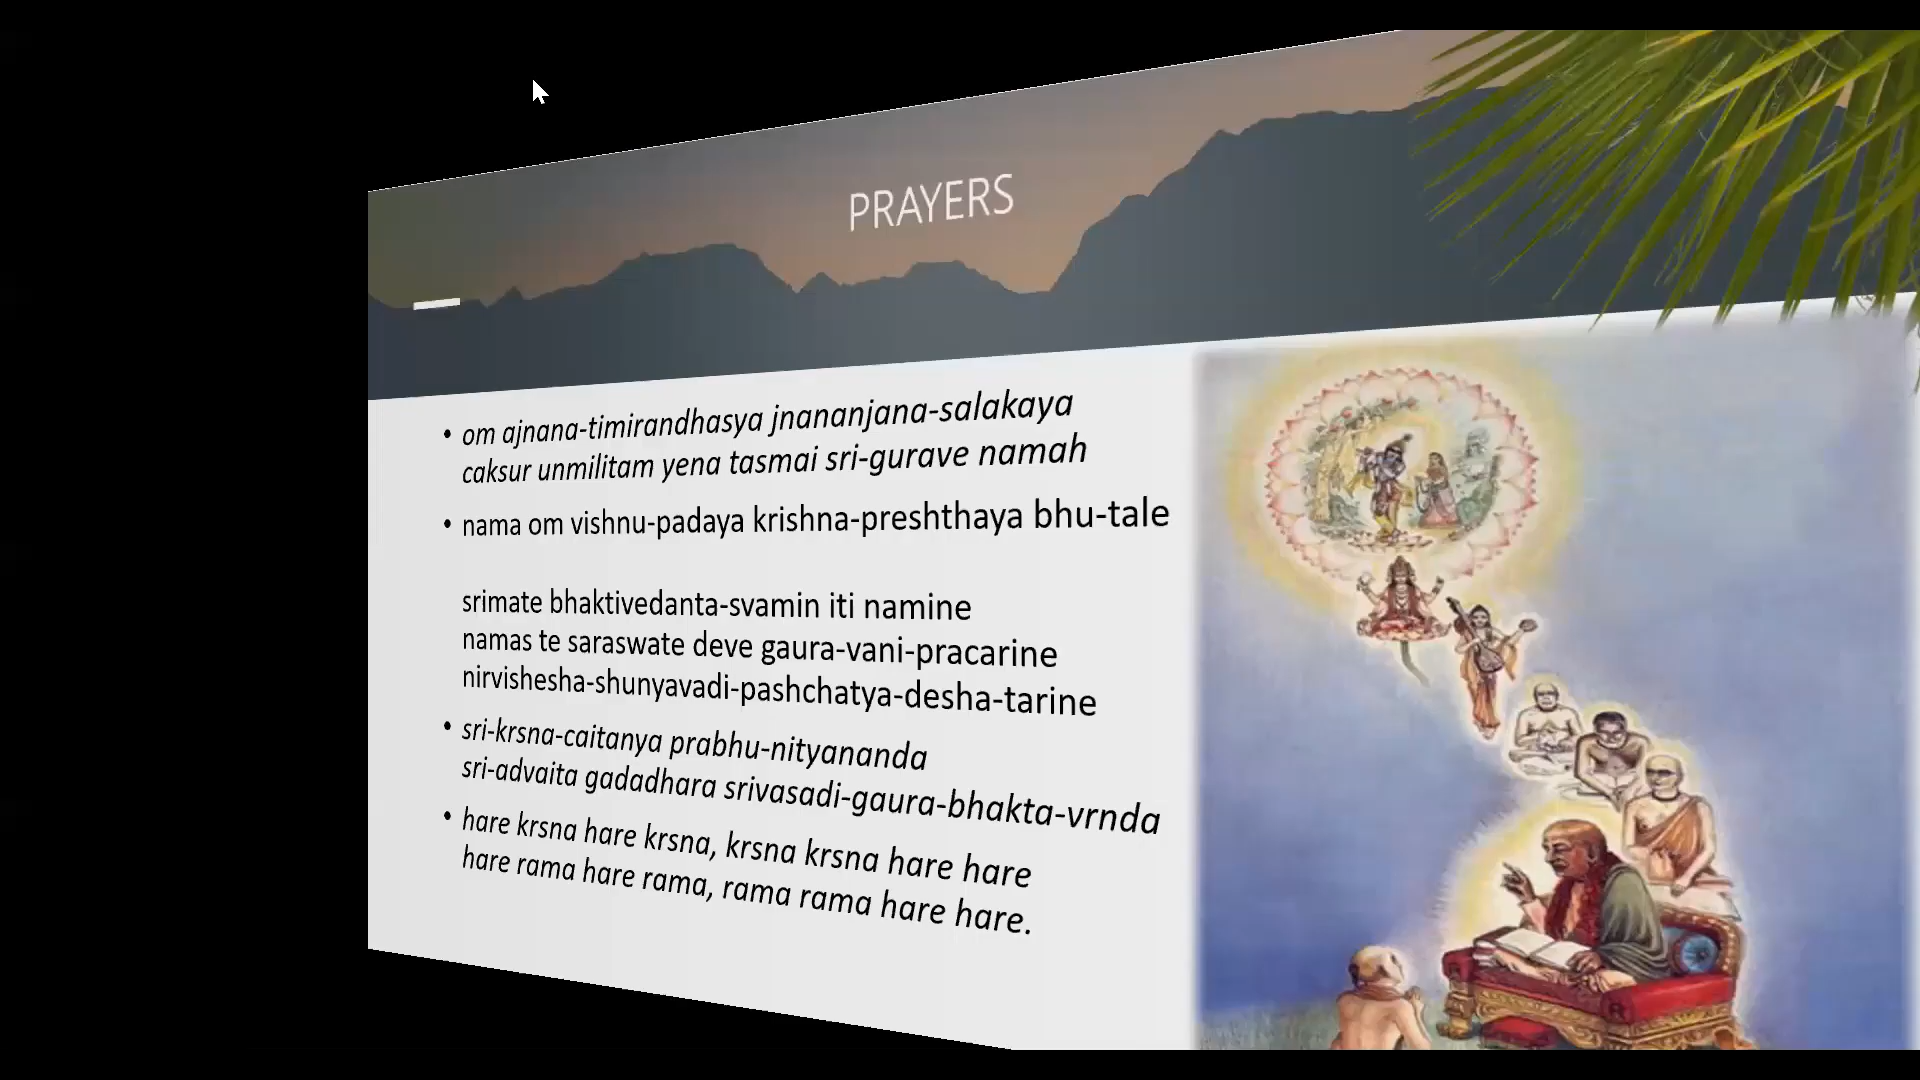 PRAYERS
• om ajnana-timirandhasya jnananjana-salakaya
caksur unmilitam yena tasmai sri-gurave namah
• nama om vishnu-padaya krishna-preshthaya bhu-tale
srimate bhaktivedanta-svamin iti namine
namas te saraswate deve gaura-vani-pracarine
nirvishesha-shunyavadi-pashchatya-desha-tarine
• sri-krsna-caitanya prabhu-nityananda
sri-advaita gadadhara srivasadi-gaura-bhakta-vrnda
• hare krsna hare krsna, krsna krsna hare hare
hare rama hare rama, rama rama hare hare.